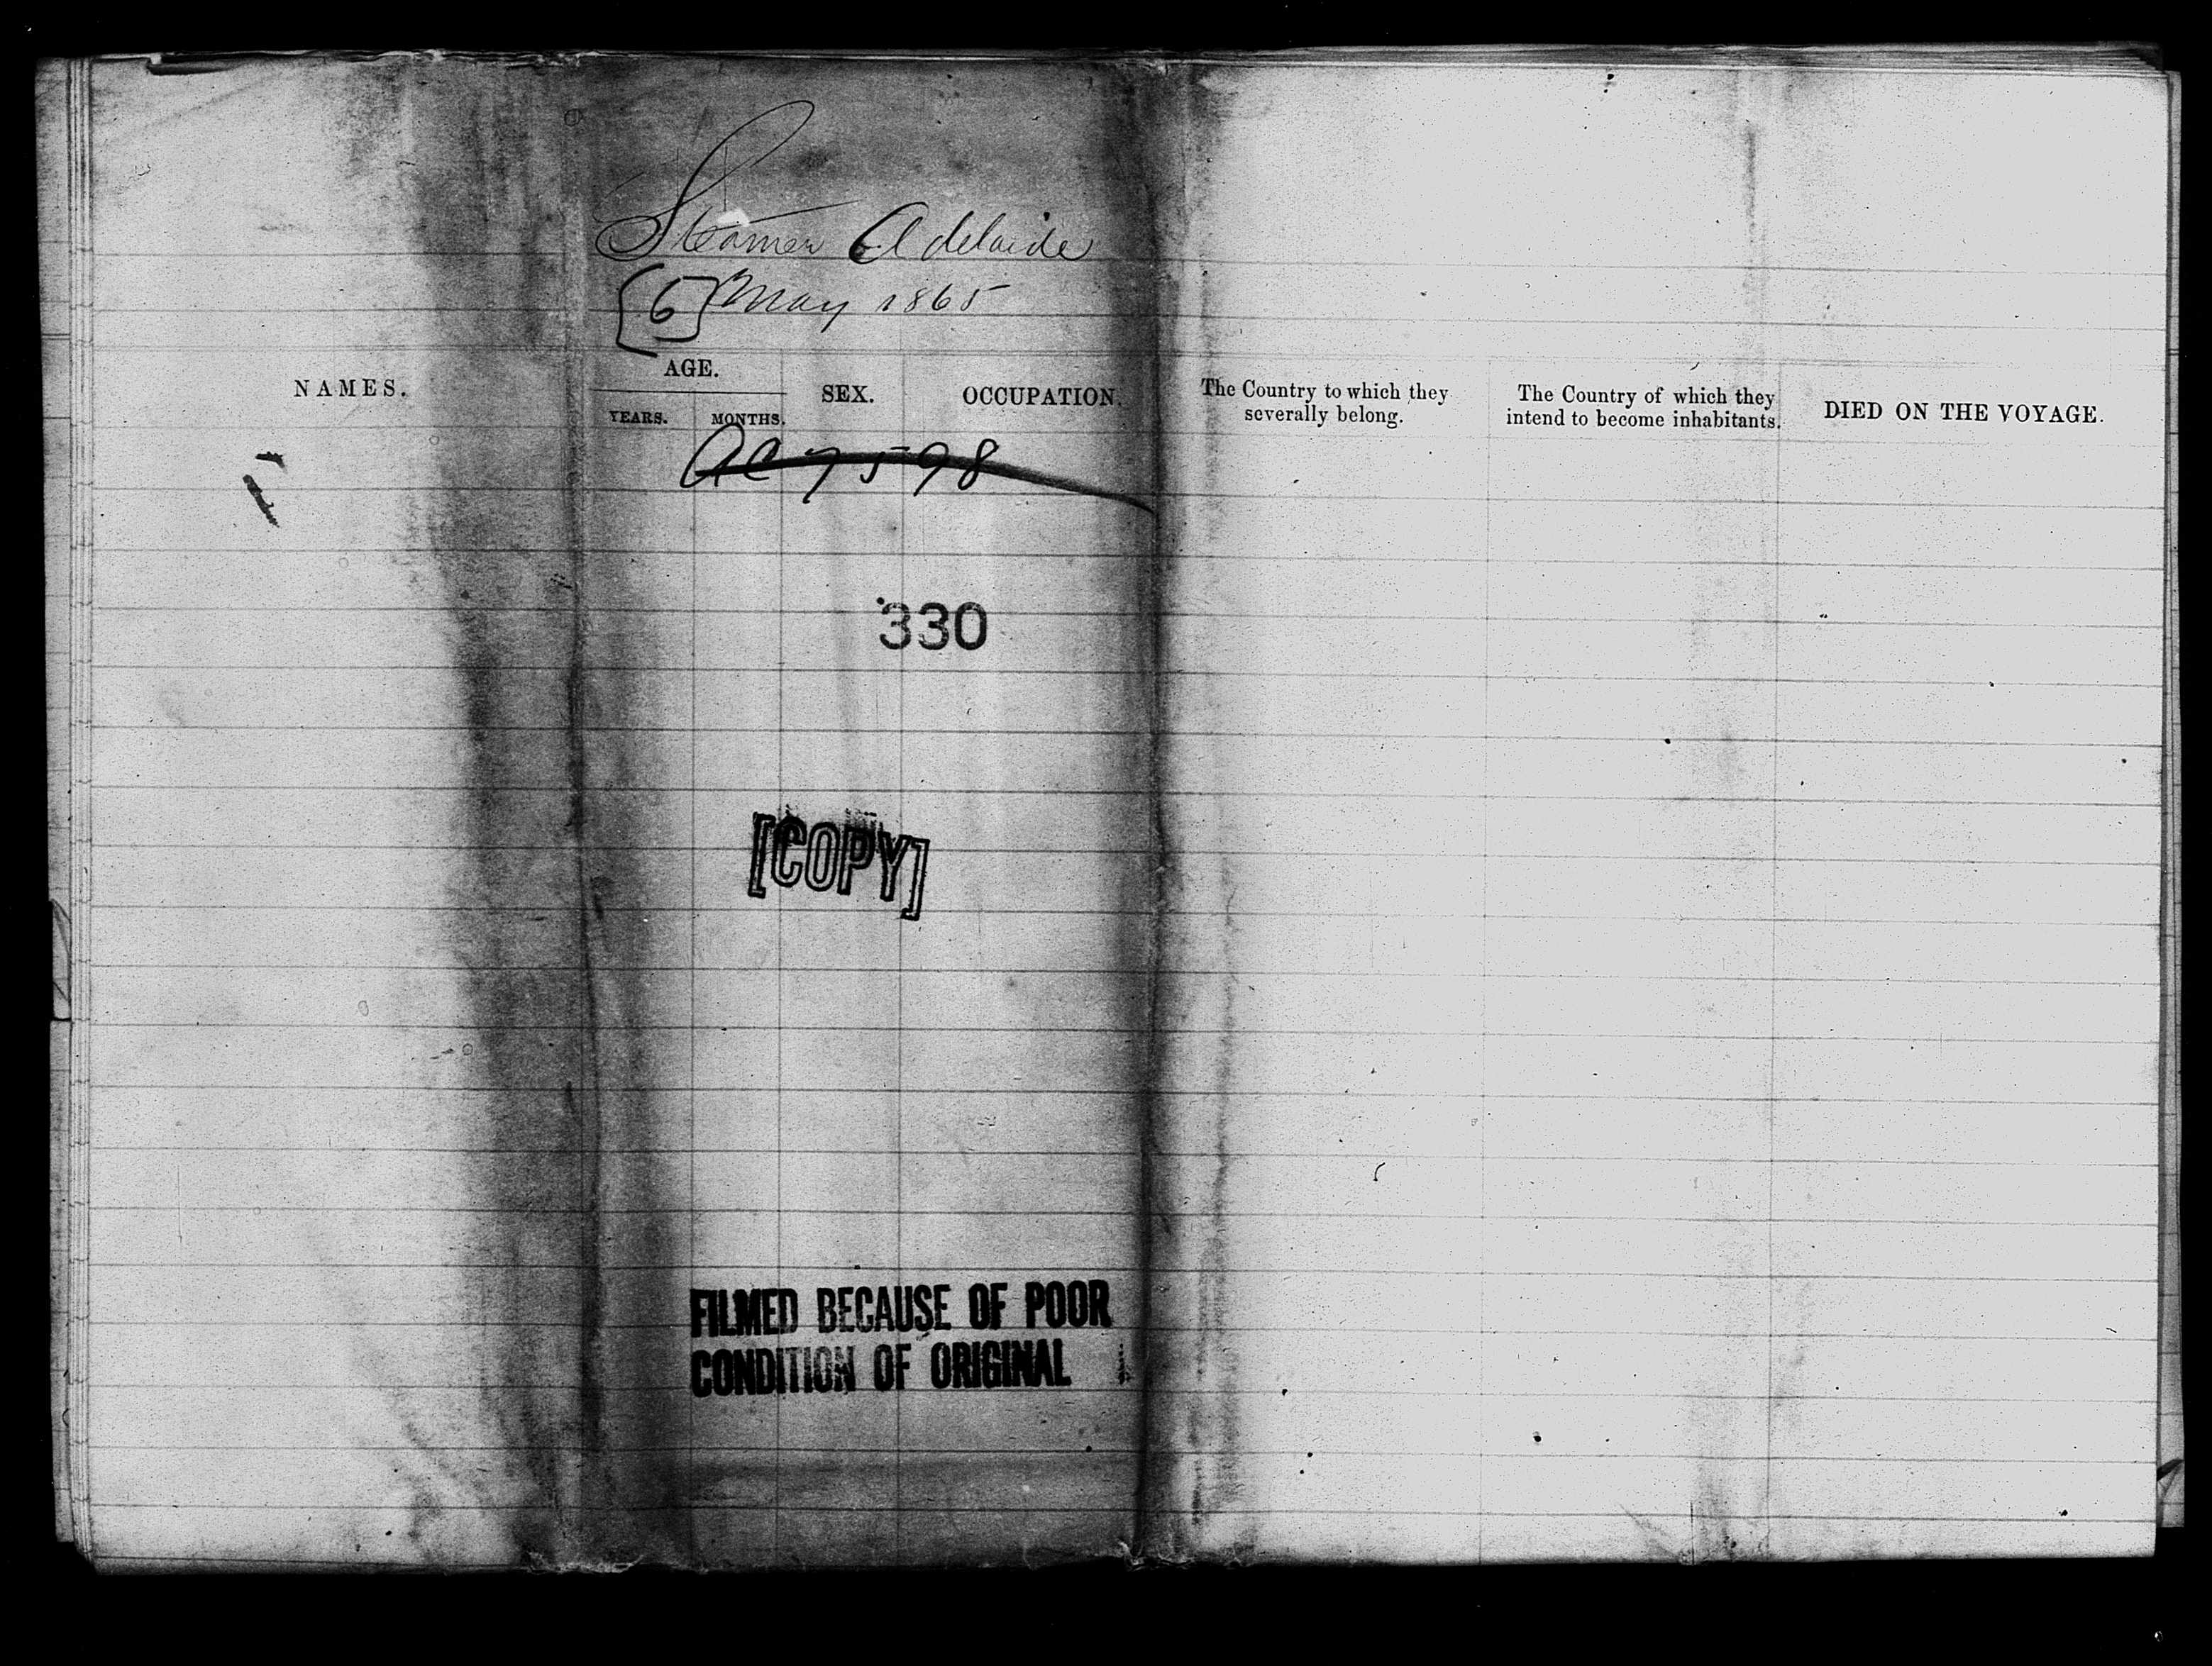 Steamer Adelaide
[6] May 1865
NAMES.
AGE.
YEARS.
MONTHS.
SEX.
OCCUPATION.
The Country to which they
severally belong.
The Country of which they
intend to become inhabitants.
DIED ON THE VOYAGE.
7598
330
[COPY]
FILMED BECAUSE OF POOR
CONDITION OF ORIGINAL